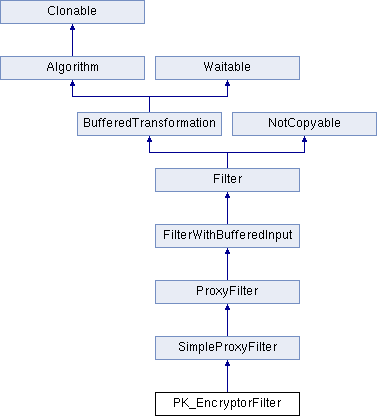 Clonable
Algorithm
Waitable
BufferedTransformation
NotCopyable
Filter
FilterWithBufferedInput
ProxyFilter
SimpleProxyFilter
PK_EncryptorFilter